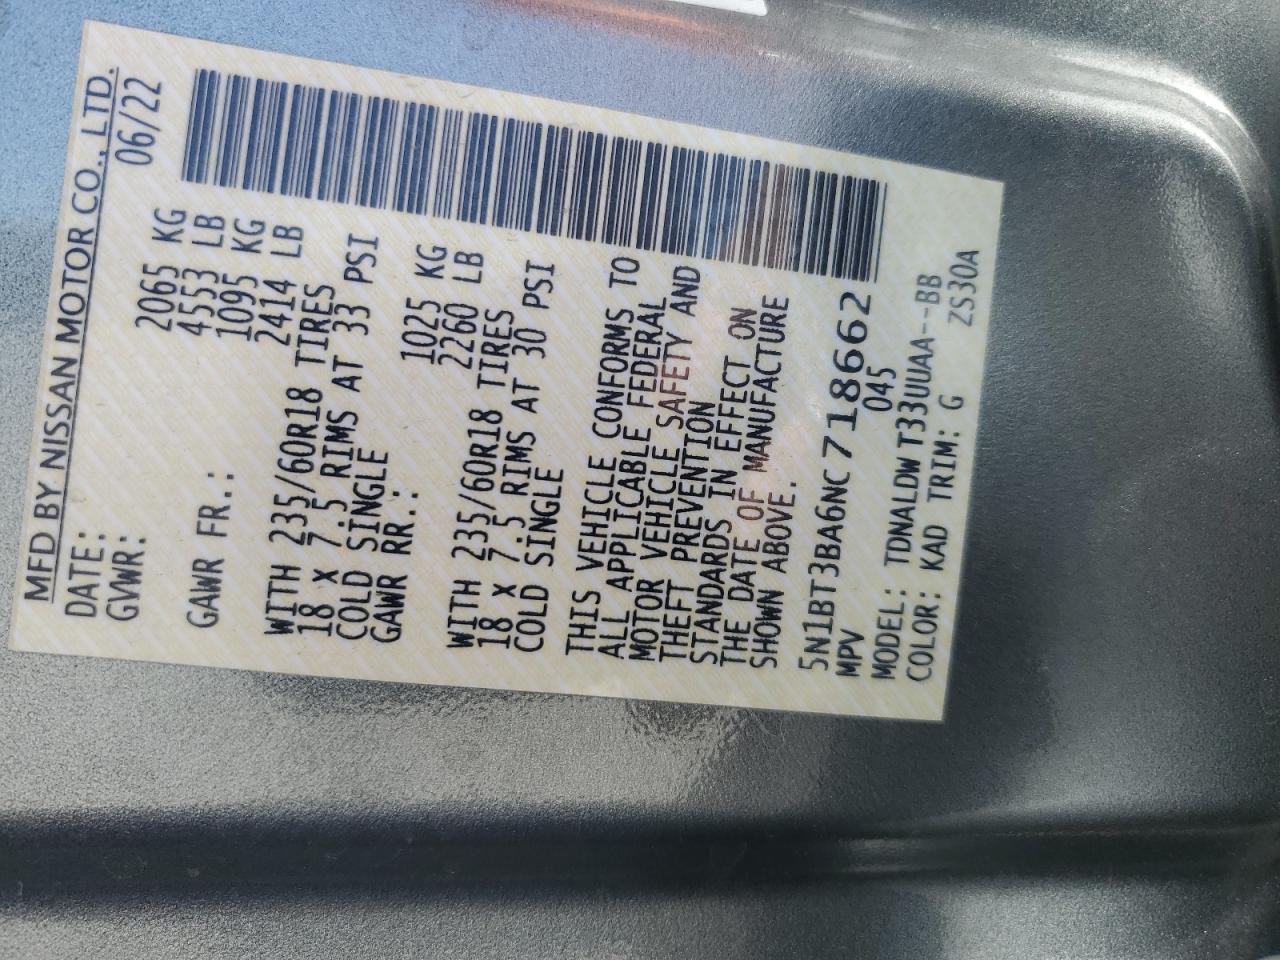 MFD BY NISSAN MOTOR CO., LTD.
DATE: 06/22
GVWR: 2065 KG
4553 LB
GAWR FR.: 1095 KG
2414 LB
WITH 235/60R18 TIRES
18 X 7.5 RIMS AT 33 PSI
COLD SINGLE
GAWR RR.: 1025 KG
2260 LB
WITH 235/60R18 TIRES
18 X 7.5 RIMS AT 30 PSI
COLD SINGLE
THIS VEHICLE CONFORMS TO
ALL APPLICABLE FEDERAL
MOTOR VEHICLE SAFETY AND
THEFT PREVENTION
STANDARDS IN EFFECT ON
THE DATE OF MANUFACTURE
SHOWN ABOVE.
5N1BT3BA6NC718662
MPV 045
MODEL: TDNALDW T33UUAA--BB
COLOR: KAD TRIM: G ZS30A